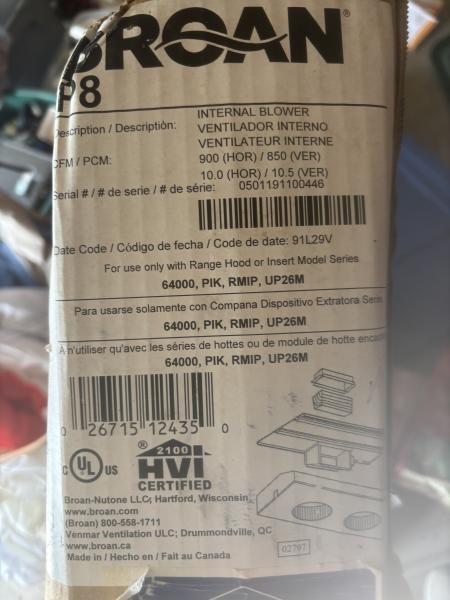 BROAN®
P8
INTERNAL BLOWER
Description / Descripción: VENTILADOR INTERNO
VENTILATEUR INTERNE
CFM / PCM: 900 (HOR) / 850 (VER)
10.0 (HOR) / 10.5 (VER)
Serial # / # de serie / # de série: 0501191100446
Date Code / Código de fecha / Code de date: 91L29V
For use only with Range Hood or Insert Model Series
64000, PIK, RMIP, UP26M
Para usarse solamente con Compana Dispositivo Extratora Serie
64000, PIK, RMIP, UP26M
A n'utiliser qu'avec les séries de hottes ou de module de hotte
64000, PIK, RMIP, UP26M
0 26715 12435 0
C UL US
® 2100
HVI
CERTIFIED
Broan-Nutone LLC; Hartford, Wisconsin
www.broan.com
(Broan) 800-558-1711
Venmar Ventilation ULC; Drummondville, QC
www.broan.ca
Made in / Hecho en / Fait au Canada
02797